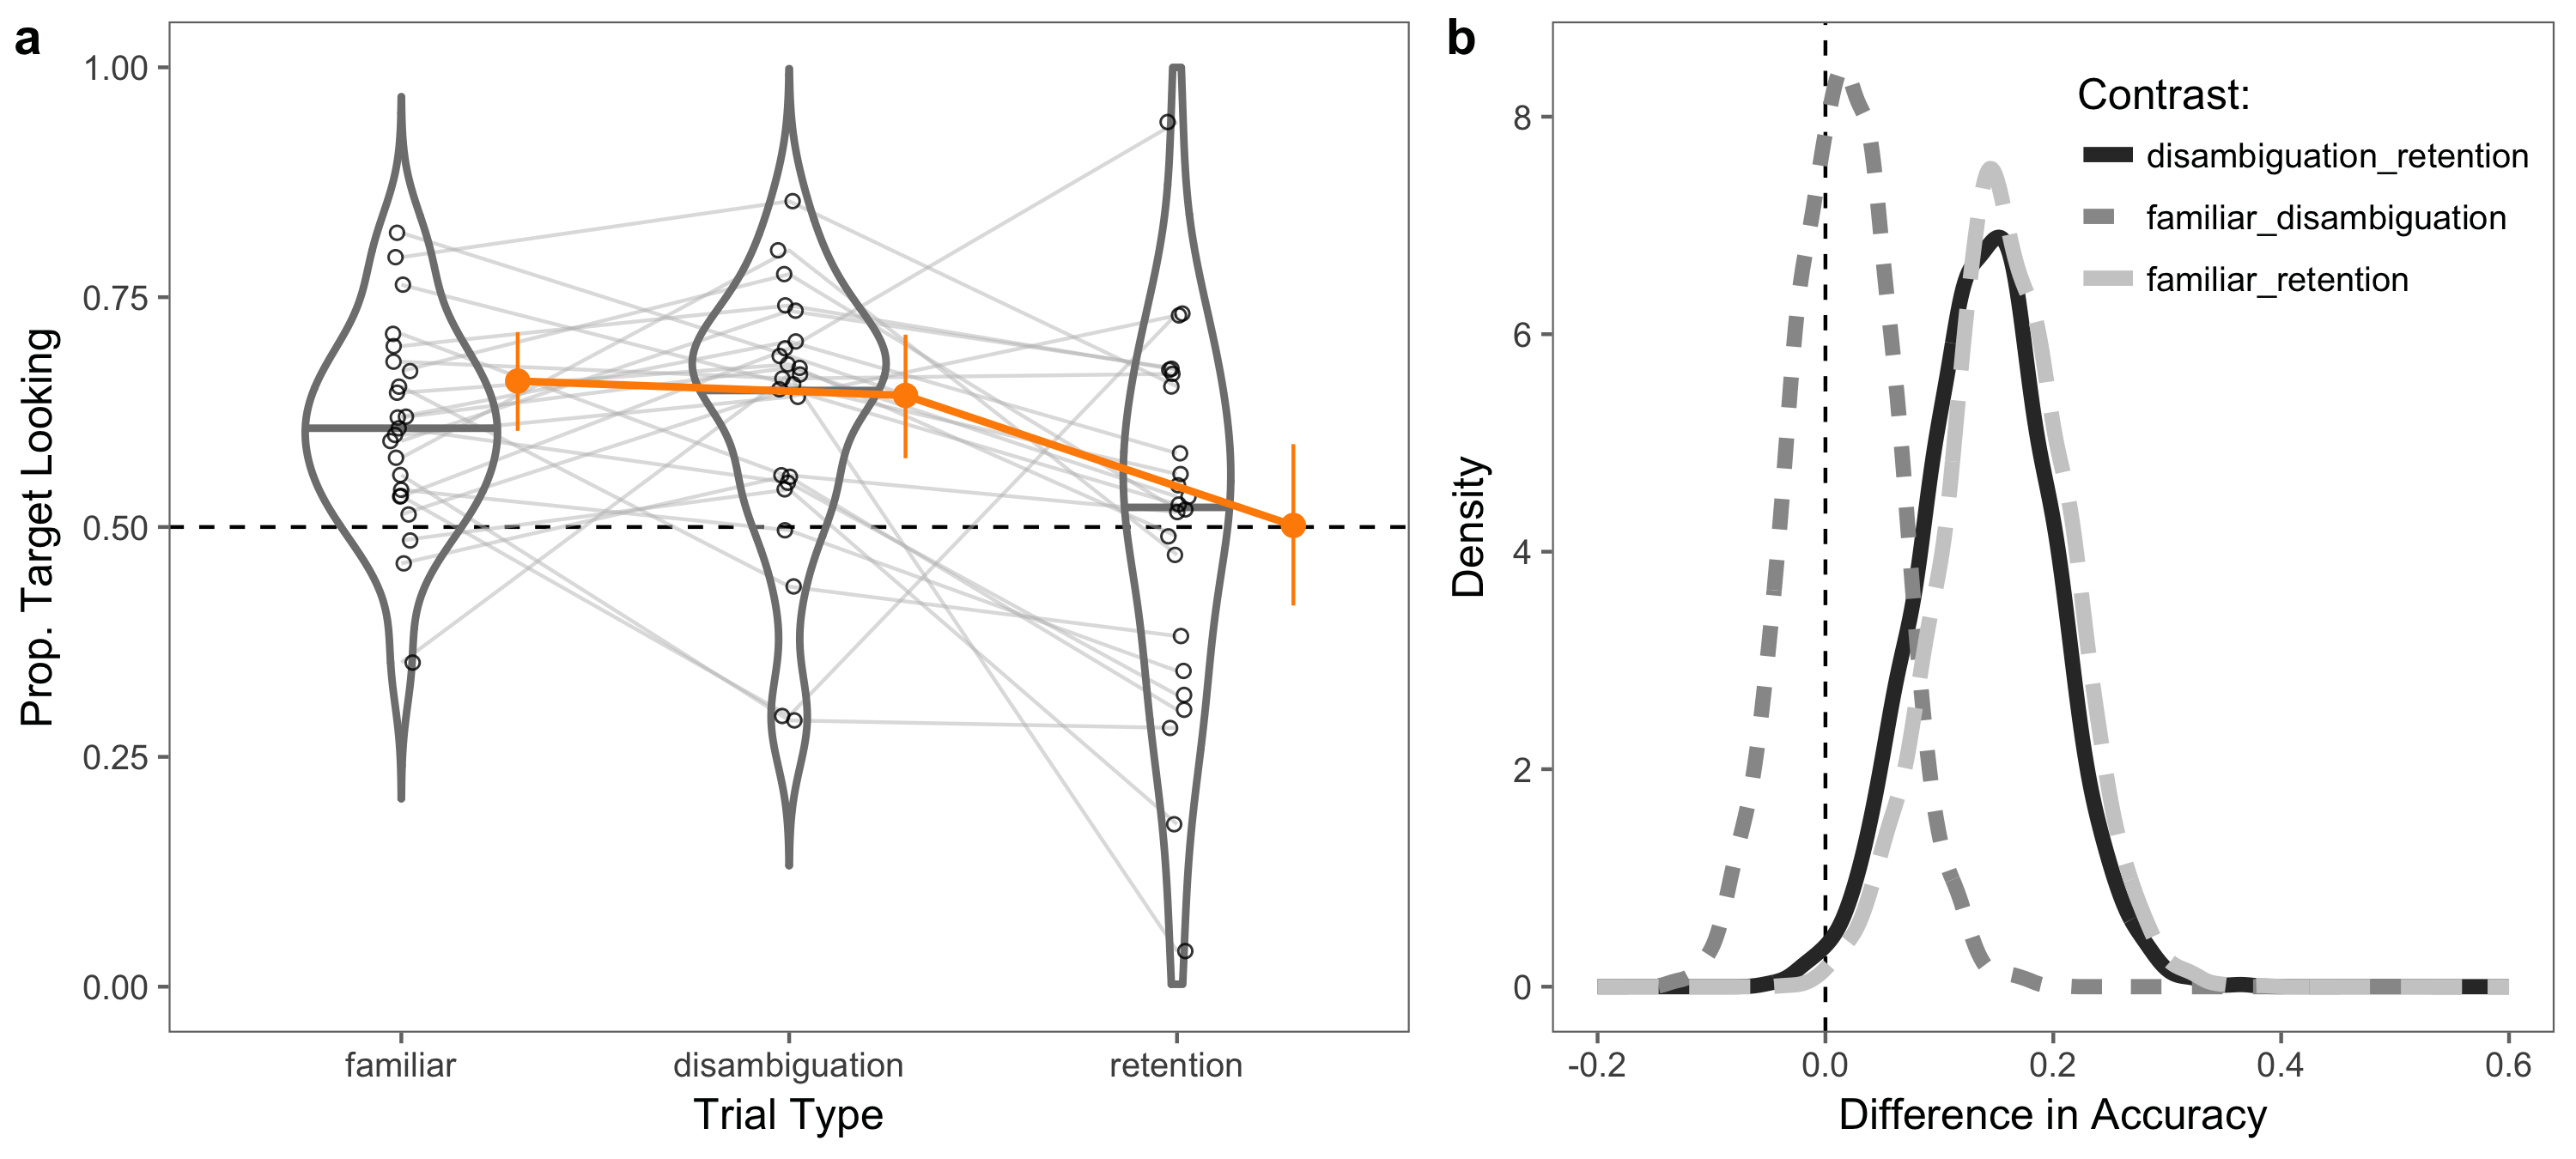 a
1.00
0.75
0.50
0.25
0.00
Prop. Target Looking
familiar
disambiguation
retention
Trial Type
b
8
6
4
2
0
Density
Contrast:
disambiguation_retention
familiar_disambiguation
familiar_retention
-0.2
0.0
0.2
0.4
0.6
Difference in Accuracy